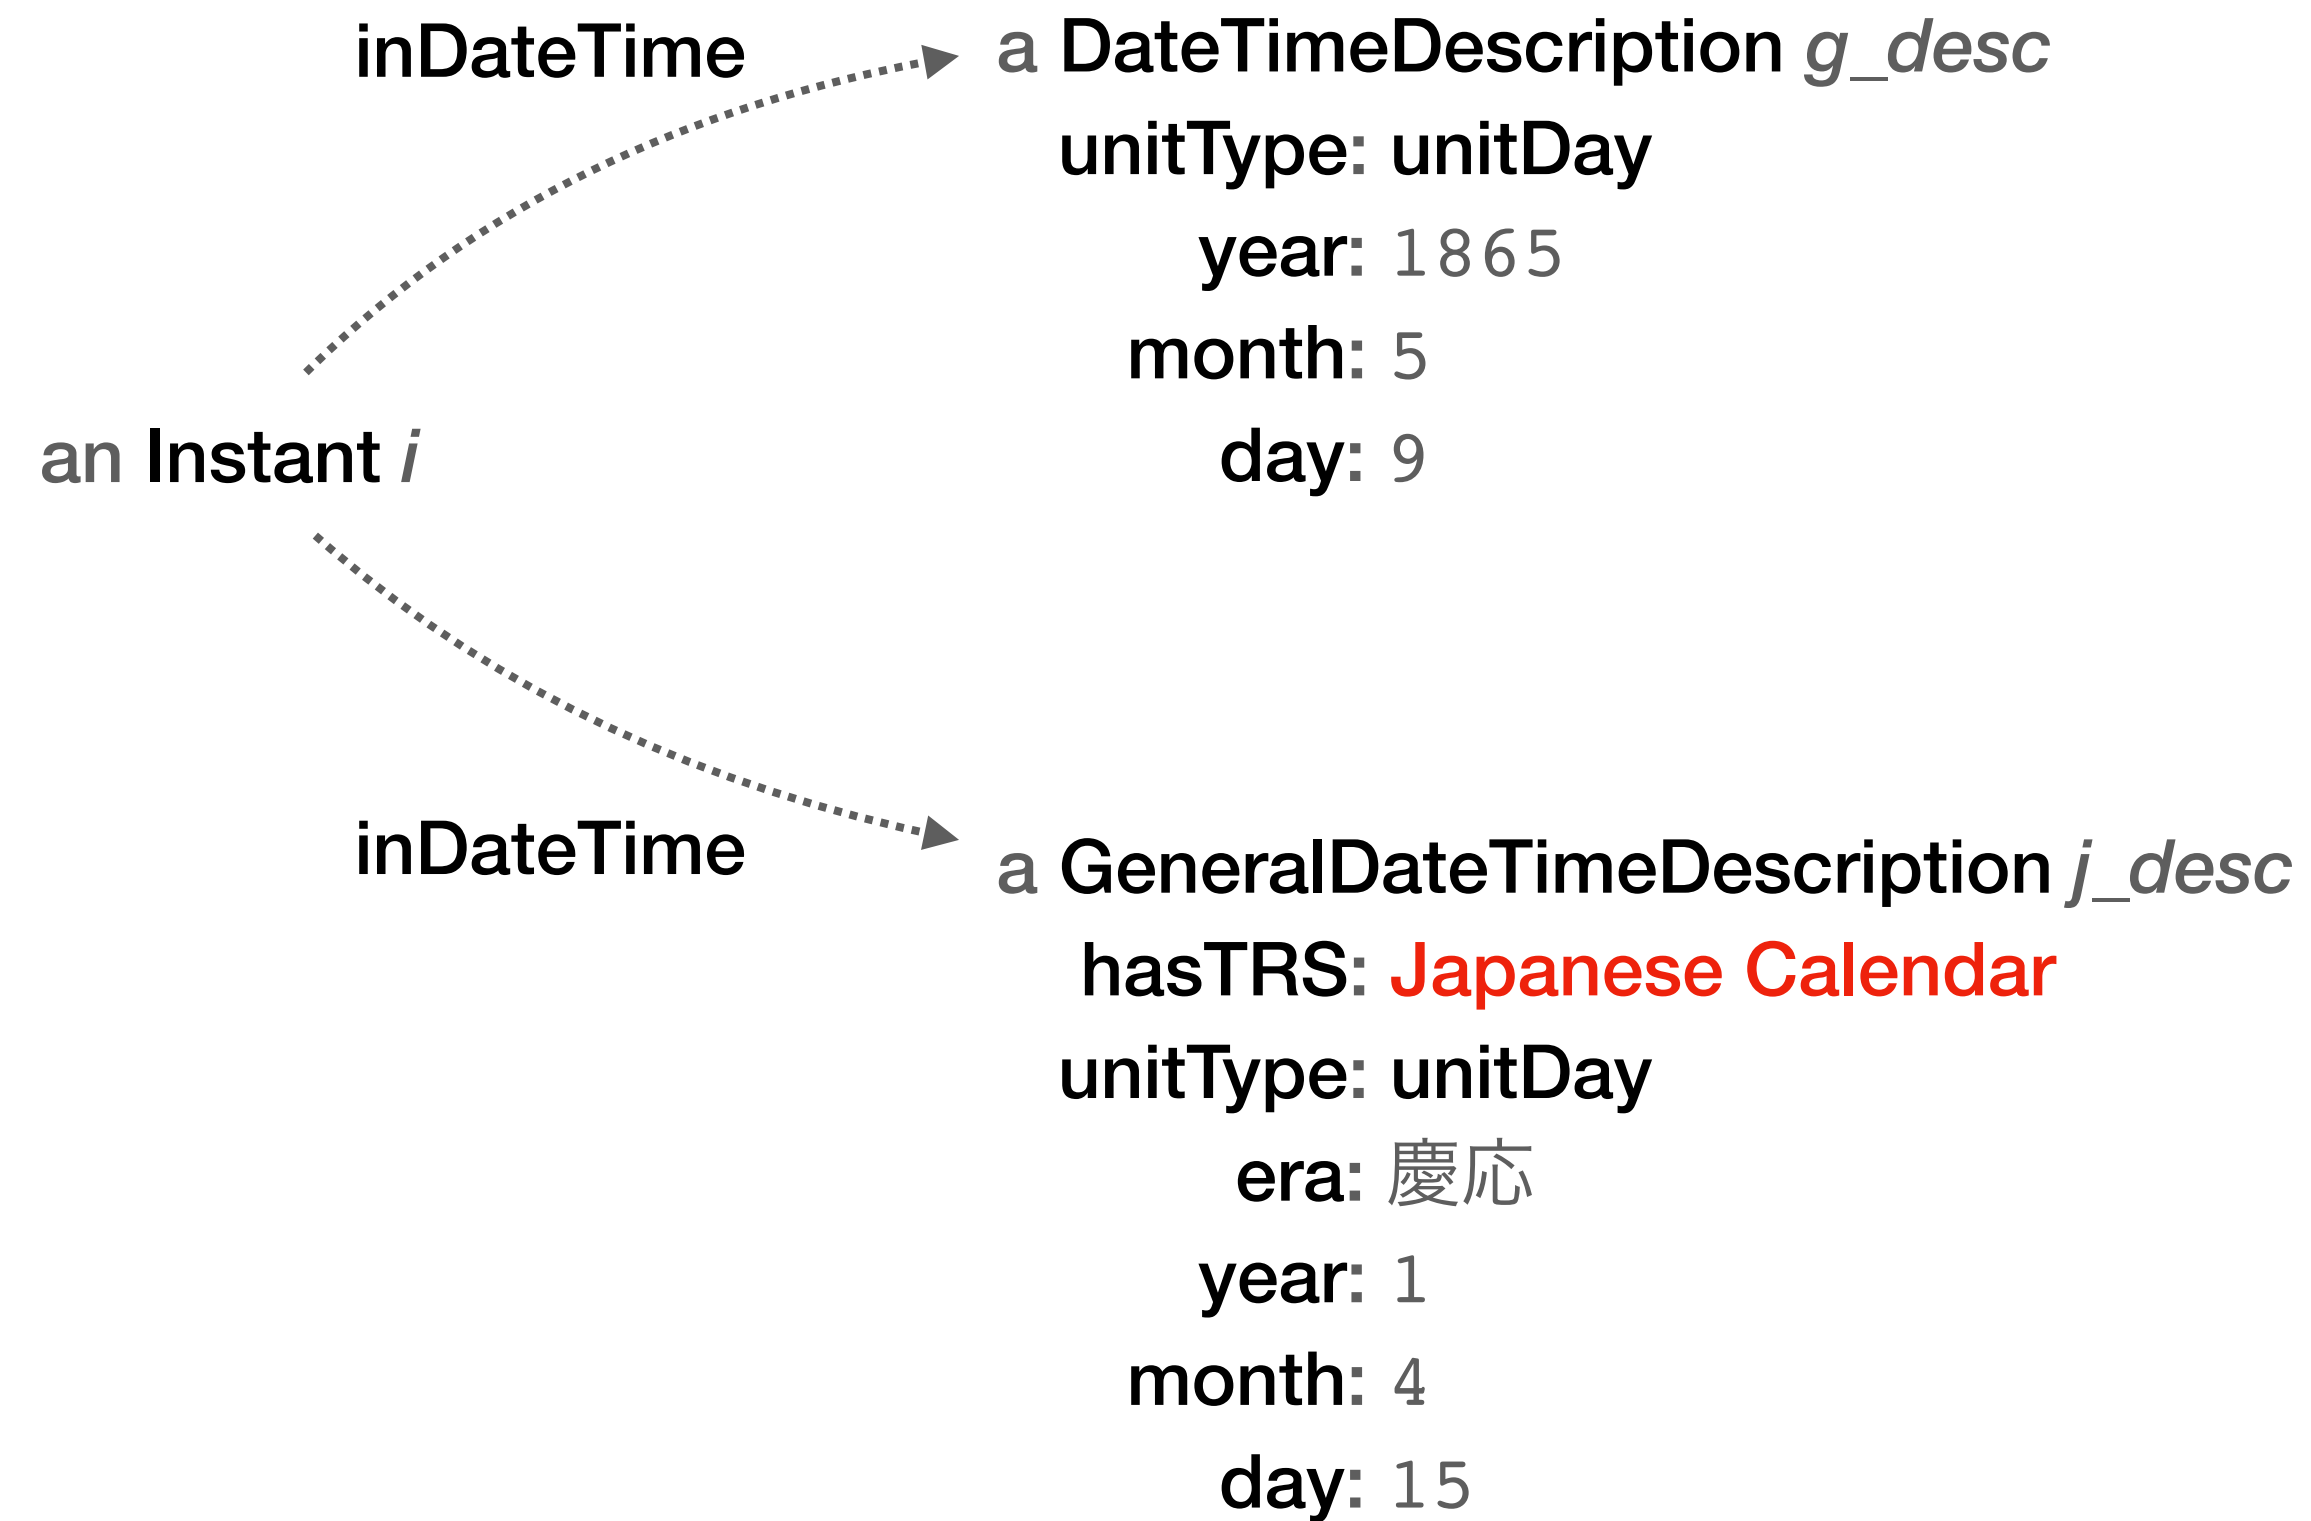 inDateTime
a DateTimeDescription g_desc
unitType: unitDay
year: 1865
month: 5
day: 9
an Instant i
inDateTime
a GeneralDateTimeDescription j_desc
hasTRS: Japanese Calendar
unitType: unitDay
era: 慶応
year: 1
month: 4
day: 15